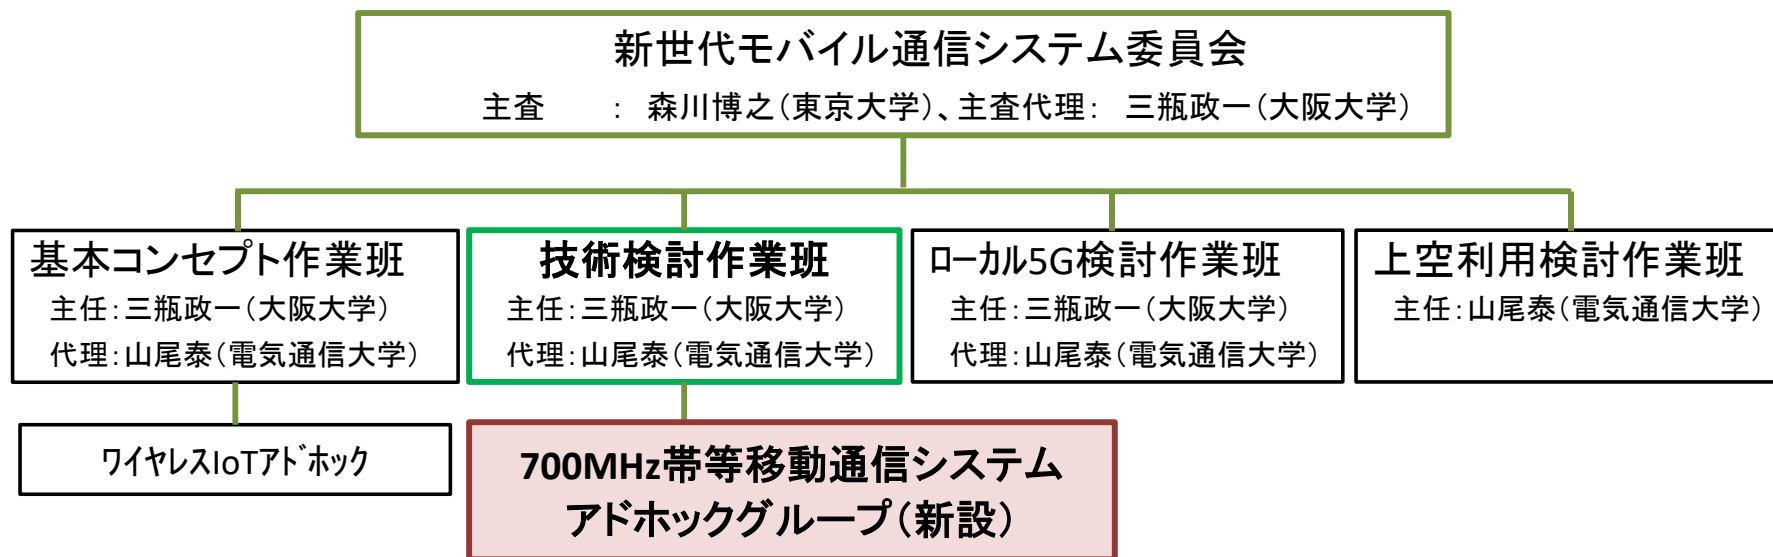 新世代モバイル通信システム委員会
主査　　：　森川博之（東京大学）、主査代理：　三瓶政一（大阪大学）
基本コンセプト作業班
主任：三瓶政一（大阪大学）
代理：山尾泰（電気通信大学）
技術検討作業班
主任：三瓶政一（大阪大学）
代理：山尾泰（電気通信大学）
ﾛｰｶﾙ5G検討作業班
主任：三瓶政一（大阪大学）
代理：山尾泰（電気通信大学）
上空利用検討作業班
主任：山尾泰（電気通信大学）
ﾜｲﾔﾚｽIoTｱﾄﾞﾎｯｸ
700MHz帯等移動通信システム
アドホックグループ（新設）